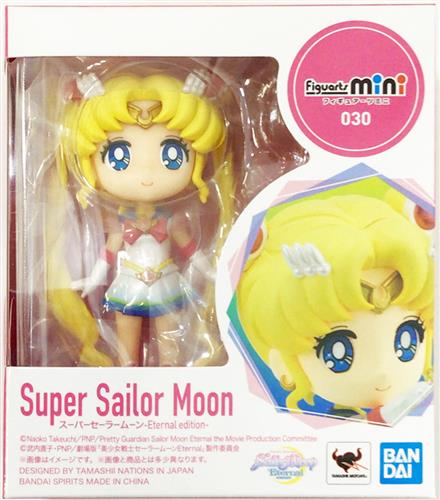 Figuarts mini
フィギュアーツミニ
030
Super Sailor Moon
スーパーセーラームーン-Eternal edition-
©Naoko Takeuchi/PNP/Pretty Guardian Sailor Moon Eternal the Movie Production Committee
©武内直子・PNP/劇場版「美少女戦士セーラームーンEternal」製作委員会
※画像はイメージです。 ※画像と商品とは多少異なります。
DESIGNED BY TAMASHII NATIONS IN JAPAN
BANDAI SPIRITS MADE IN CHINA
Eternal
TAMASHII NATIONS
BAN
DAI